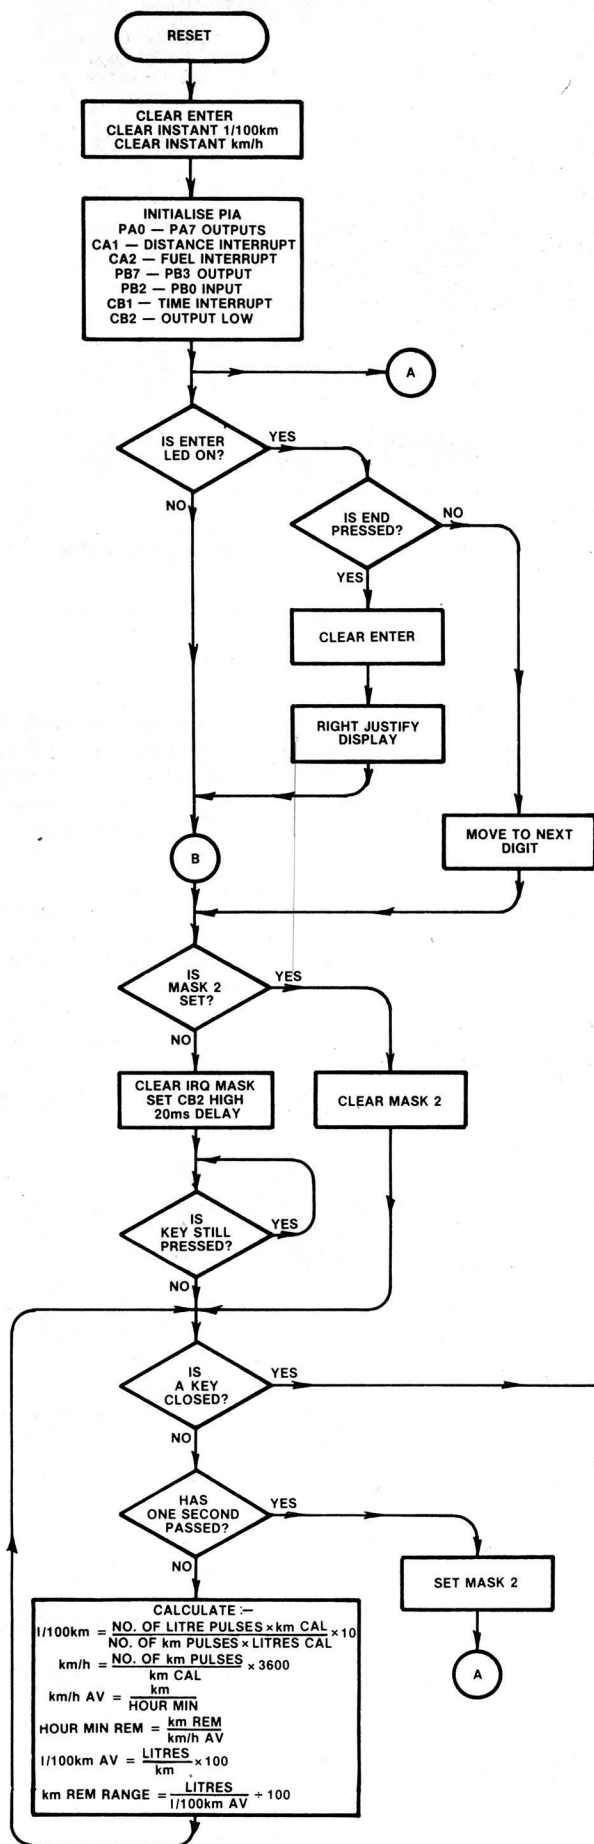 RESET
CLEAR ENTER
CLEAR INSTANT 1/100km
CLEAR INSTANT km/h
INITIALISE PIA
PA0 — PA7 OUTPUTS
CA1 — DISTANCE INTERRUPT
CA2 — FUEL INTERRUPT
PB7 — PB3 OUTPUT
PB2 — PB0 INPUT
CB1 — TIME INTERRUPT
CB2 — OUTPUT LOW
A
IS ENTER
LED ON?
YES
NO
IS END
PRESSED?
NO
YES
CLEAR ENTER
RIGHT JUSTIFY
DISPLAY
MOVE TO NEXT
DIGIT
B
IS
MASK 2
SET?
YES
NO
CLEAR IRQ MASK
SET CB2 HIGH
20ms DELAY
CLEAR MASK 2
IS
KEY STILL
PRESSED?
YES
NO
IS
A KEY
CLOSED?
YES
NO
HAS
ONE SECOND
PASSED?
YES
NO
SET MASK 2
A
CALCULATE :—
l/100km = NO. OF LITRE PULSES × km CAL
NO. OF km PULSES × LITRES CAL × 10
km/h = NO. OF km PULSES
km CAL × 3600
km/h AV = km
HOUR MIN
HOUR MIN REM = km REM
km/h AV
l/100km AV = LITRES
km × 100
km REM RANGE = LITRES
l/100km AV ÷ 100